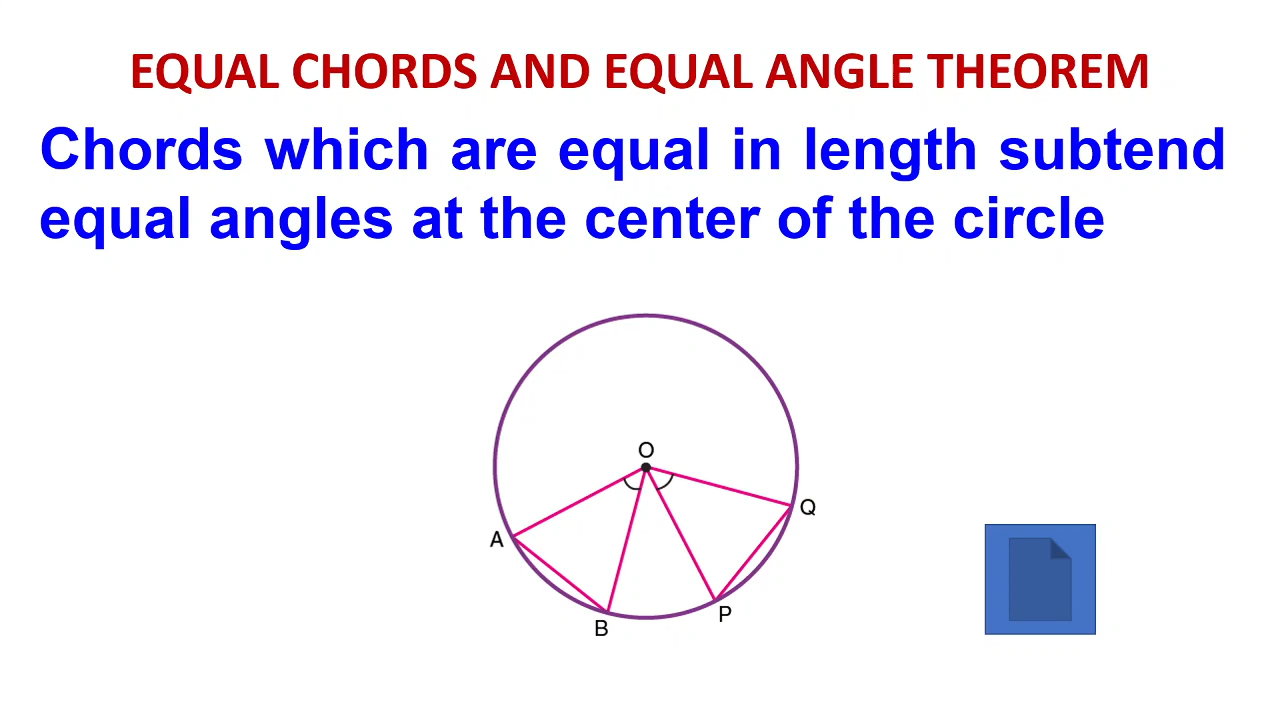 EQUAL CHORDS AND EQUAL ANGLE THEOREM
Chords which are equal in length subtend
equal angles at the center of the circle
O
Q
A
P
B